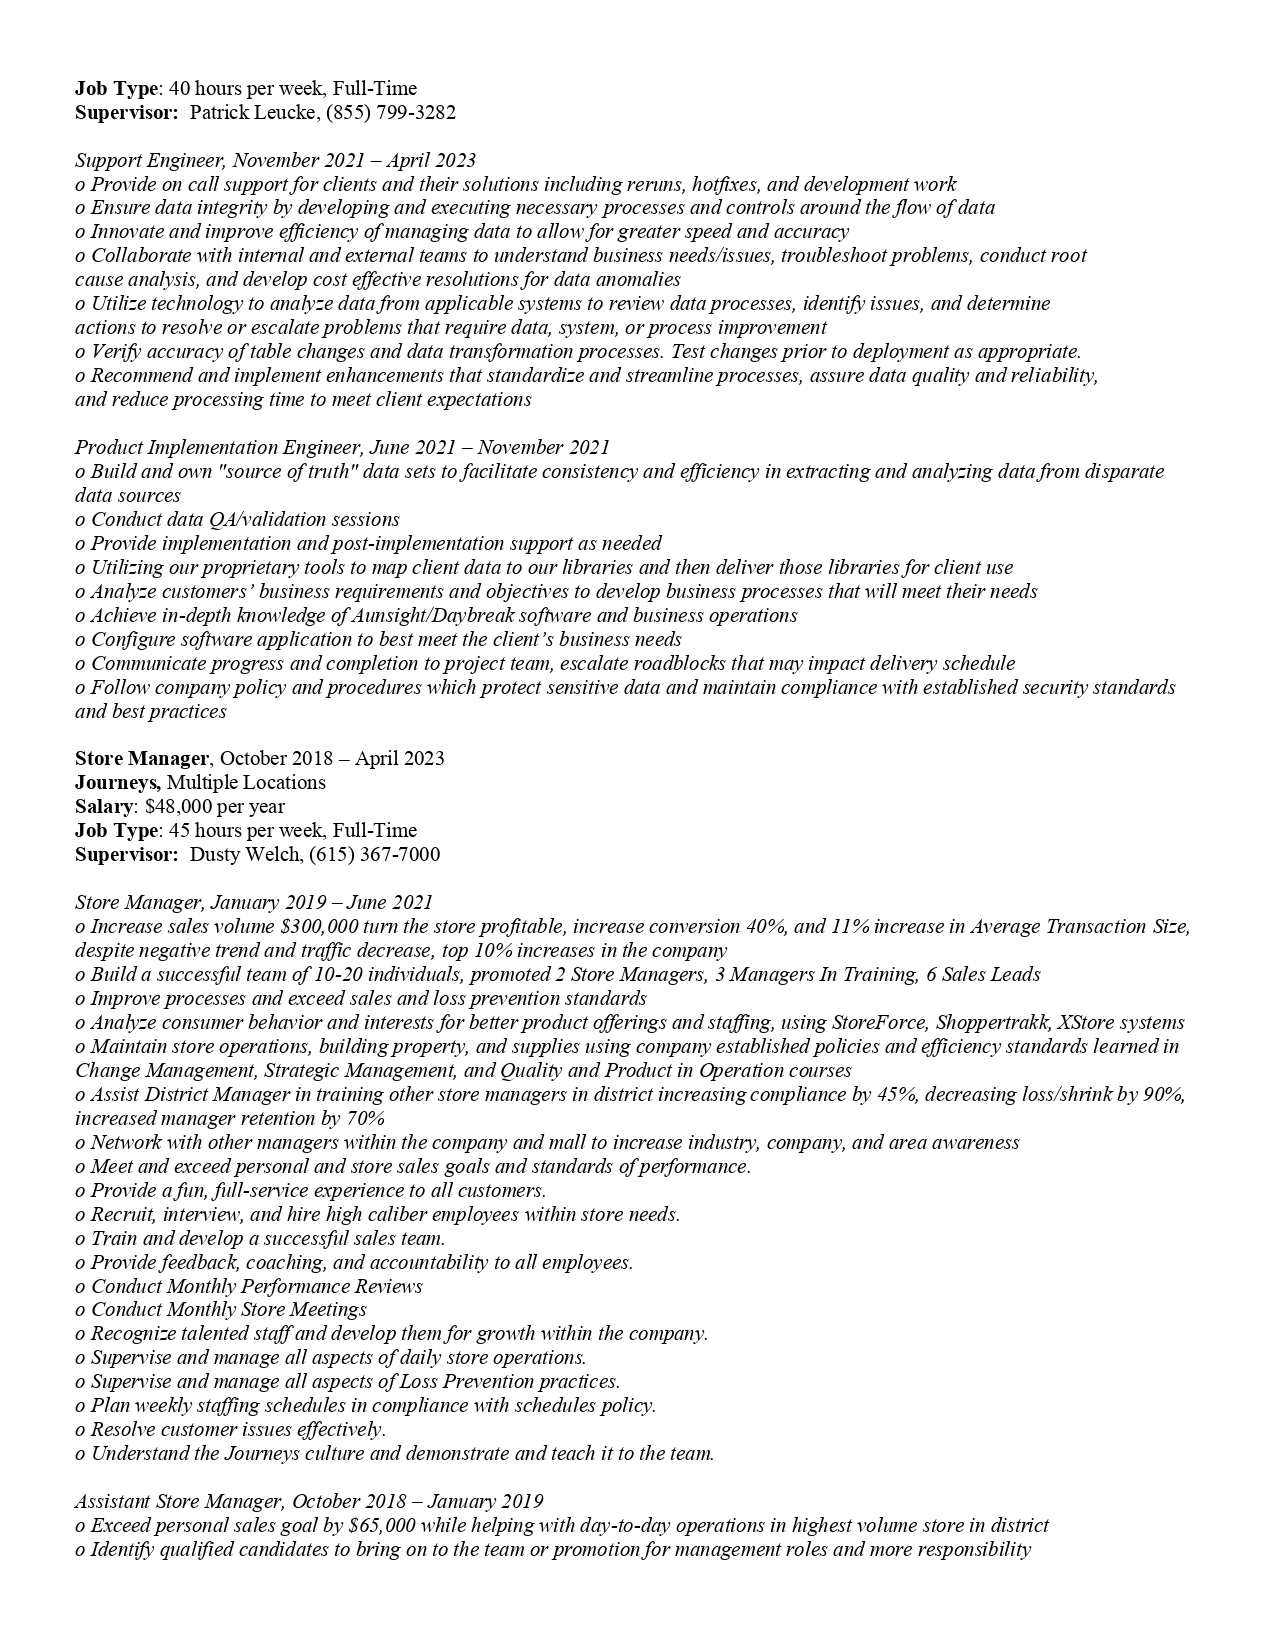 Job Type: 40 hours per week, Full-Time
Supervisor:  Patrick Leucke, (855) 799-3282
Support Engineer, November 2021 – April 2023
o Provide on call support for clients and their solutions including reruns, hotfixes, and development work
o Ensure data integrity by developing and executing necessary processes and controls around the flow of data
o Innovate and improve efficiency of managing data to allow for greater speed and accuracy
o Collaborate with internal and external teams to understand business needs/issues, troubleshoot problems, conduct root
cause analysis, and develop cost effective resolutions for data anomalies
o Utilize technology to analyze data from applicable systems to review data processes, identify issues, and determine
actions to resolve or escalate problems that require data, system, or process improvement
o Verify accuracy of table changes and data transformation processes. Test changes prior to deployment as appropriate.
o Recommend and implement enhancements that standardize and streamline processes, assure data quality and reliability,
and reduce processing time to meet client expectations
Product Implementation Engineer, June 2021 – November 2021
o Build and own "source of truth" data sets to facilitate consistency and efficiency in extracting and analyzing data from disparate
data sources
o Conduct data QA/validation sessions
o Provide implementation and post-implementation support as needed
o Utilizing our proprietary tools to map client data to our libraries and then deliver those libraries for client use
o Analyze customers’ business requirements and objectives to develop business processes that will meet their needs
o Achieve in-depth knowledge of Aunsight/Daybreak software and business operations
o Configure software application to best meet the client’s business needs
o Communicate progress and completion to project team, escalate roadblocks that may impact delivery schedule
o Follow company policy and procedures which protect sensitive data and maintain compliance with established security standards
and best practices
Store Manager, October 2018 – April 2023
Journeys, Multiple Locations
Salary: $48,000 per year
Job Type: 45 hours per week, Full-Time
Supervisor:  Dusty Welch, (615) 367-7000
Store Manager, January 2019 – June 2021
o Increase sales volume $300,000 turn the store profitable, increase conversion 40%, and 11% increase in Average Transaction Size,
despite negative trend and traffic decrease, top 10% increases in the company
o Build a successful team of 10-20 individuals, promoted 2 Store Managers, 3 Managers In Training, 6 Sales Leads
o Improve processes and exceed sales and loss prevention standards
o Analyze consumer behavior and interests for better product offerings and staffing, using StoreForce, Shoppertrakk, XStore systems
o Maintain store operations, building property, and supplies using company established policies and efficiency standards learned in
Change Management, Strategic Management, and Quality and Product in Operation courses
o Assist District Manager in training other store managers in district increasing compliance by 45%, decreasing loss/shrink by 90%,
increased manager retention by 70%
o Network with other managers within the company and mall to increase industry, company, and area awareness
o Meet and exceed personal and store sales goals and standards of performance.
o Provide a fun, full-service experience to all customers.
o Recruit, interview, and hire high caliber employees within store needs.
o Train and develop a successful sales team.
o Provide feedback, coaching, and accountability to all employees.
o Conduct Monthly Performance Reviews
o Conduct Monthly Store Meetings
o Recognize talented staff and develop them for growth within the company.
o Supervise and manage all aspects of daily store operations.
o Supervise and manage all aspects of Loss Prevention practices.
o Plan weekly staffing schedules in compliance with schedules policy.
o Resolve customer issues effectively.
o Understand the Journeys culture and demonstrate and teach it to the team.
Assistant Store Manager, October 2018 – January 2019
o Exceed personal sales goal by $65,000 while helping with day-to-day operations in highest volume store in district
o Identify qualified candidates to bring on to the team or promotion for management roles and more responsibility